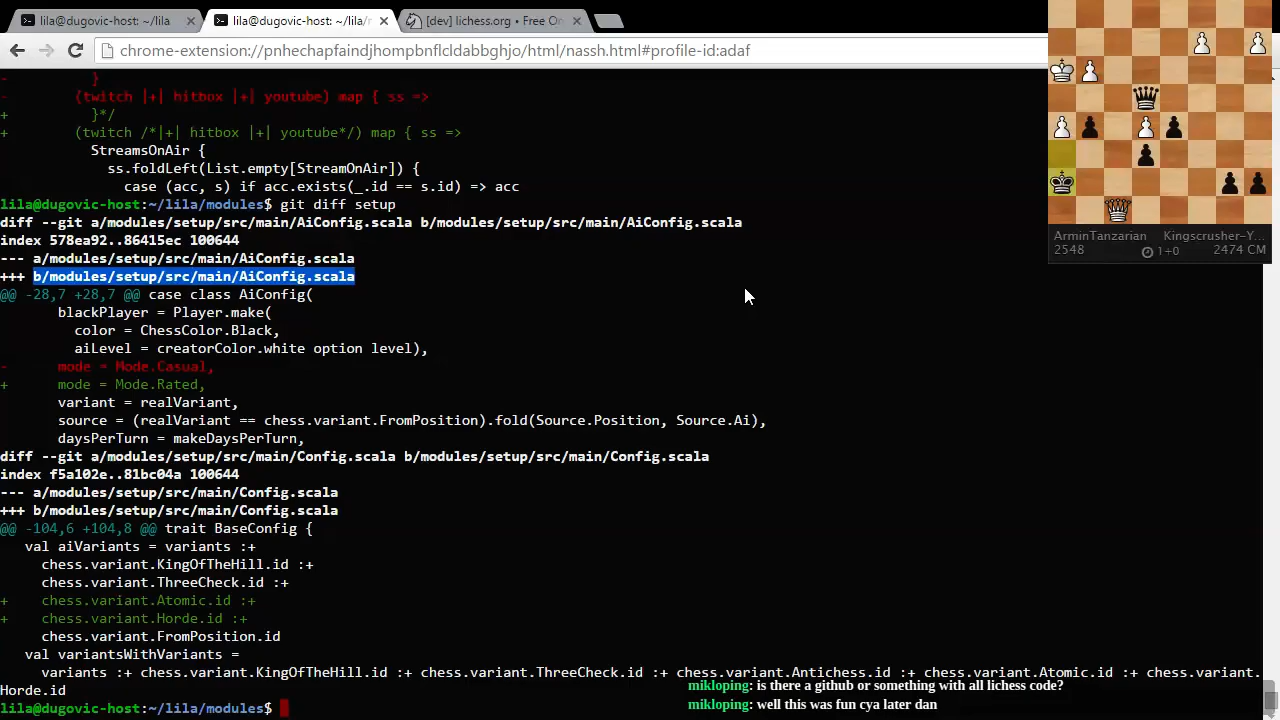 lila@dugovic-host: ~/lila
lila@dugovic-host: ~/lila/
[dev] lichess.org • Free On
chrome-extension://pnhechapfaindjhompbnflcldabbghjo/html/nassh.html#profile-id:adaf
-          }
-        (twitch |+| hitbox |+| youtube) map { ss =>
+          }*/
+        (twitch /*|+| hitbox |+| youtube*/) map { ss =>
           StreamsOnAir {
             ss.foldLeft(List.empty[StreamOnAir]) {
               case (acc, s) if acc.exists(_.id == s.id) => acc
lila@dugovic-host:~/lila/modules$ git diff setup
diff --git a/modules/setup/src/main/AiConfig.scala b/modules/setup/src/main/AiConfig.scala
index 578ea92..86415ec 100644
--- a/modules/setup/src/main/AiConfig.scala
+++ b/modules/setup/src/main/AiConfig.scala
@@ -28,7 +28,7 @@ case class AiConfig(
       blackPlayer = Player.make(
         color = ChessColor.Black,
         aiLevel = creatorColor.white option level),
-      mode = Mode.Casual,
+      mode = Mode.Rated,
       variant = realVariant,
       source = (realVariant == chess.variant.FromPosition).fold(Source.Position, Source.Ai),
       daysPerTurn = makeDaysPerTurn,
diff --git a/modules/setup/src/main/Config.scala b/modules/setup/src/main/Config.scala
index f5a102e..81bc04a 100644
--- a/modules/setup/src/main/Config.scala
+++ b/modules/setup/src/main/Config.scala
@@ -104,6 +104,8 @@ trait BaseConfig {
   val aiVariants = variants :+
     chess.variant.KingOfTheHill.id :+
     chess.variant.ThreeCheck.id :+
+    chess.variant.Atomic.id :+
+    chess.variant.Horde.id :+
     chess.variant.FromPosition.id
   val variantsWithVariants =
     variants :+ chess.variant.KingOfTheHill.id :+ chess.variant.ThreeCheck.id :+ chess.variant.Antichess.id :+ chess.variant.Atomic.id :+ chess.variant.
Horde.id
lila@dugovic-host:~/lila/modules$
ArminTanzarian Kingscrusher-Y...
2548 1+0 2474 CM
mikloping: is there a github or something with all lichess code?
mikloping: well this was fun cya later dan